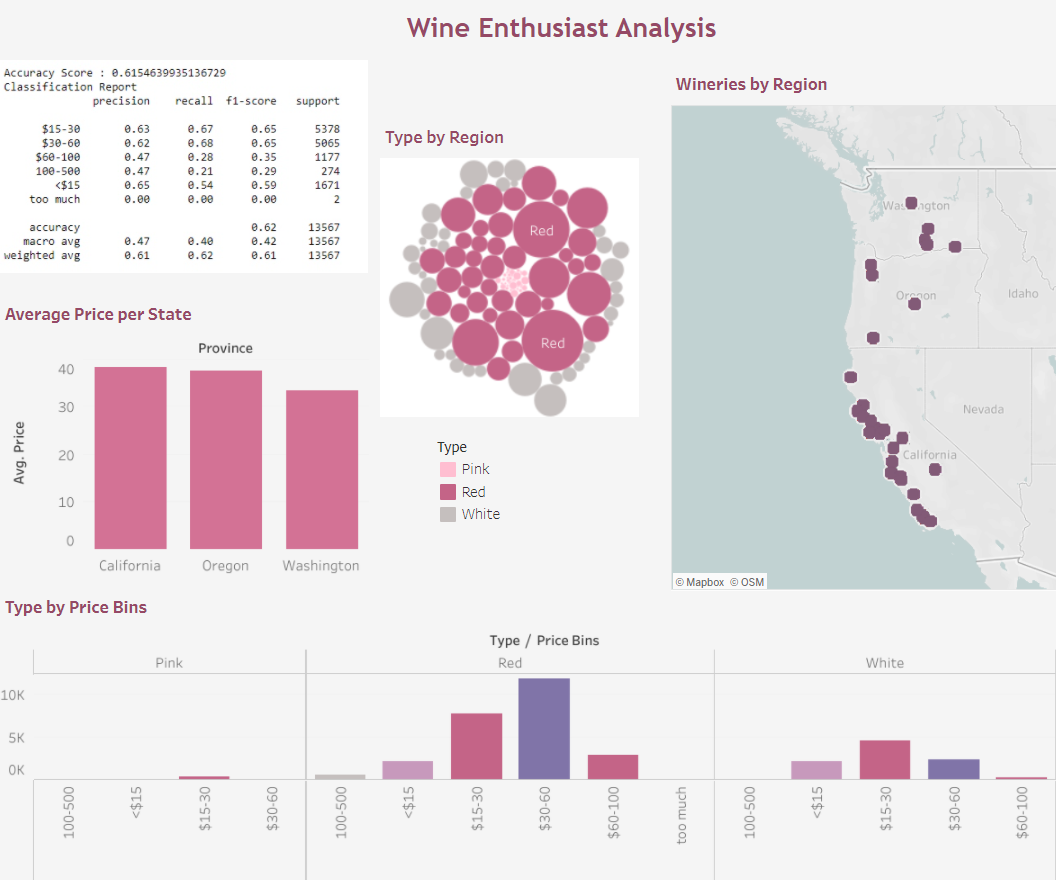 Wine Enthusiast Analysis
Accuracy Score : 0.6154639935136729
Classification Report
precision recall f1-score support
$15-30 0.63 0.67 0.65 5378
$30-60 0.62 0.68 0.65 5065
$60-100 0.47 0.28 0.35 1177
100-500 0.47 0.21 0.29 274
<$15 0.65 0.54 0.59 1671
too much 0.00 0.00 0.00 2
accuracy 0.62 13567
macro avg 0.47 0.40 0.42 13567
weighted avg 0.61 0.62 0.61 13567
Type by Region
Red
Red
Type
Pink
Red
White
Wineries by Region
Washington
Oregon
Idaho
Nevada
California
© Mapbox © OSM
Average Price per State
Province
Avg. Price
40
30
20
10
0
California Oregon Washington
Type by Price Bins
Type / Price Bins
Pink Red White
10K
5K
0K
100-500 <$15 $15-30 $30-60 100-500 <$15 $15-30 $30-60 $60-100 too much 100-500 <$15 $15-30 $30-60 $60-100